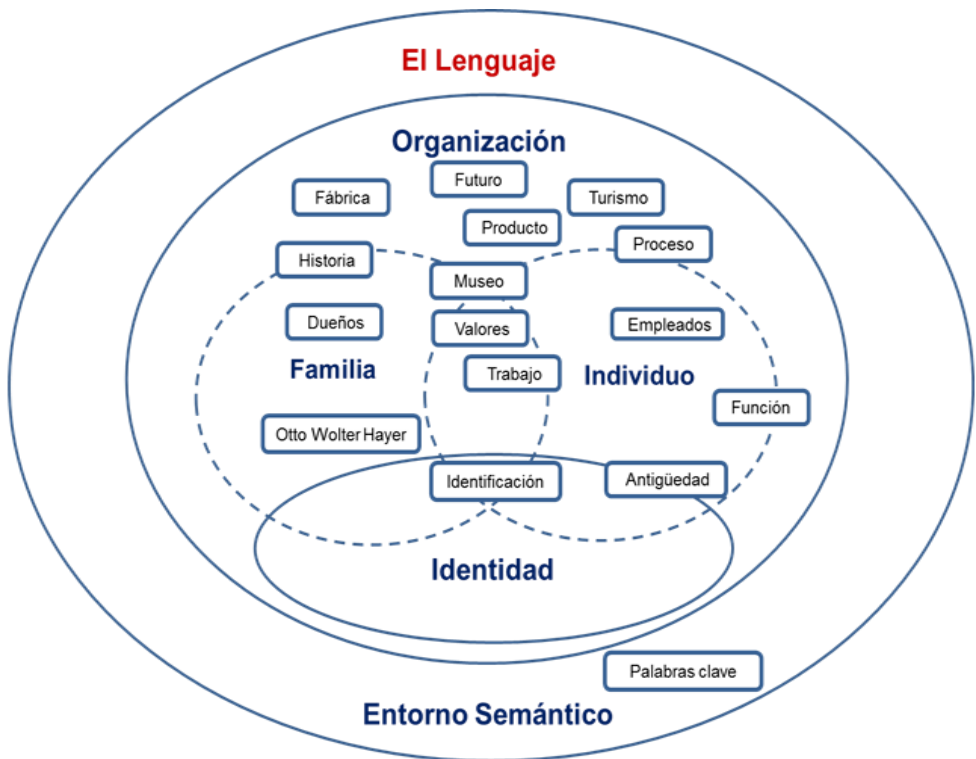 El Lenguaje
Organización
Futuro
Fábrica
Turismo
Producto
Proceso
Historia
Museo
Dueños
Valores
Empleados
Familia
Trabajo
Individuo
Función
Otto Wolter Hayer
Identificación
Antigüedad
Identidad
Palabras clave
Entorno Semántico